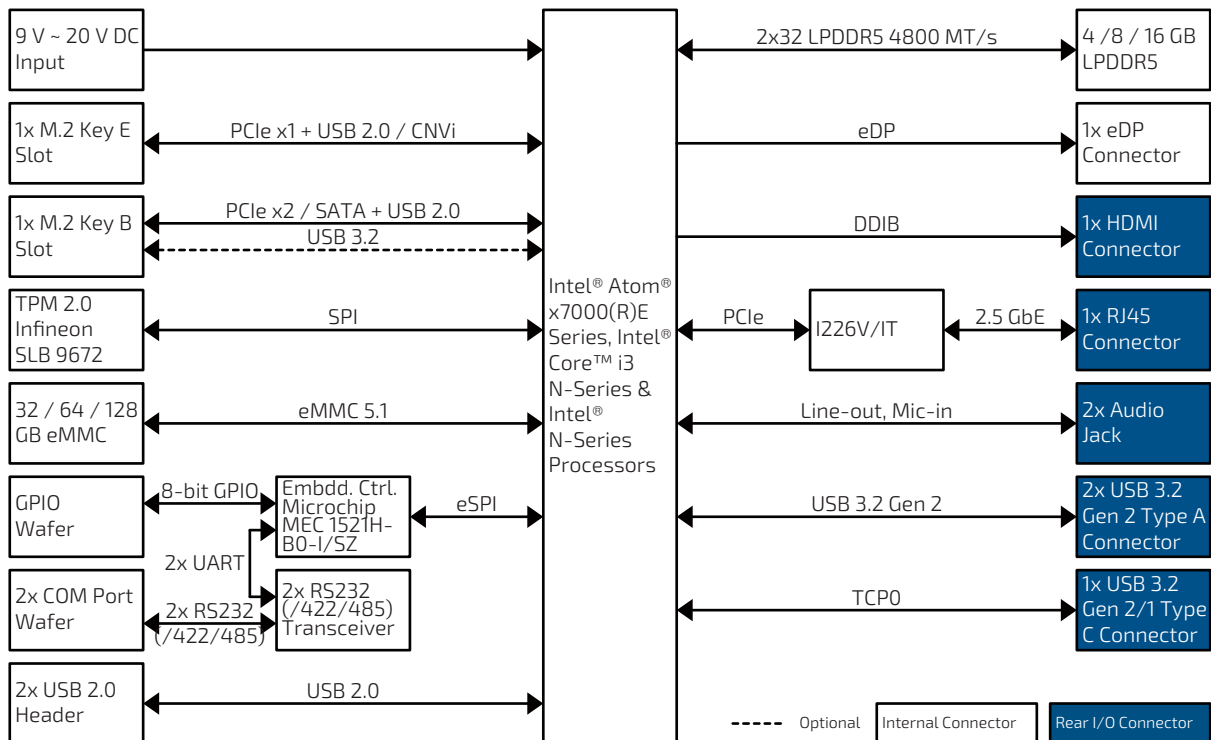 9 V ~ 20 V DC
Input
2x32 LPDDR5 4800 MT/s
4 /8 / 16 GB
LPDDR5
1x M.2 Key E
Slot
PCIe x1 + USB 2.0 / CNVi
eDP
1x eDP
Connector
1x M.2 Key B
Slot
PCIe x2 / SATA + USB 2.0
USB 3.2
DDIB
1x HDMI
Connector
TPM 2.0
Infineon
SLB 9672
SPI
Intel® Atom®
x7000(R)E
Series, Intel®
Core™ i3
N-Series &
Intel®
N-Series
Processors
PCIe
I226V/IT
2.5 GbE
1x RJ45
Connector
32 / 64 / 128
GB eMMC
eMMC 5.1
Line-out, Mic-in
2x Audio
Jack
GPIO
Wafer
8-bit GPIO
Embdd. Ctrl.
Microchip
MEC 1521H-
B0-I/SZ
eSPI
USB 3.2 Gen 2
2x USB 3.2
Gen 2 Type A
Connector
2x UART
2x COM Port
Wafer
2x RS232
(/422/485)
2x RS232
(/422/485)
Transceiver
TCP0
1x USB 3.2
Gen 2/1 Type
C Connector
2x USB 2.0
Header
USB 2.0
Optional
Internal Connector
Rear I/O Connector